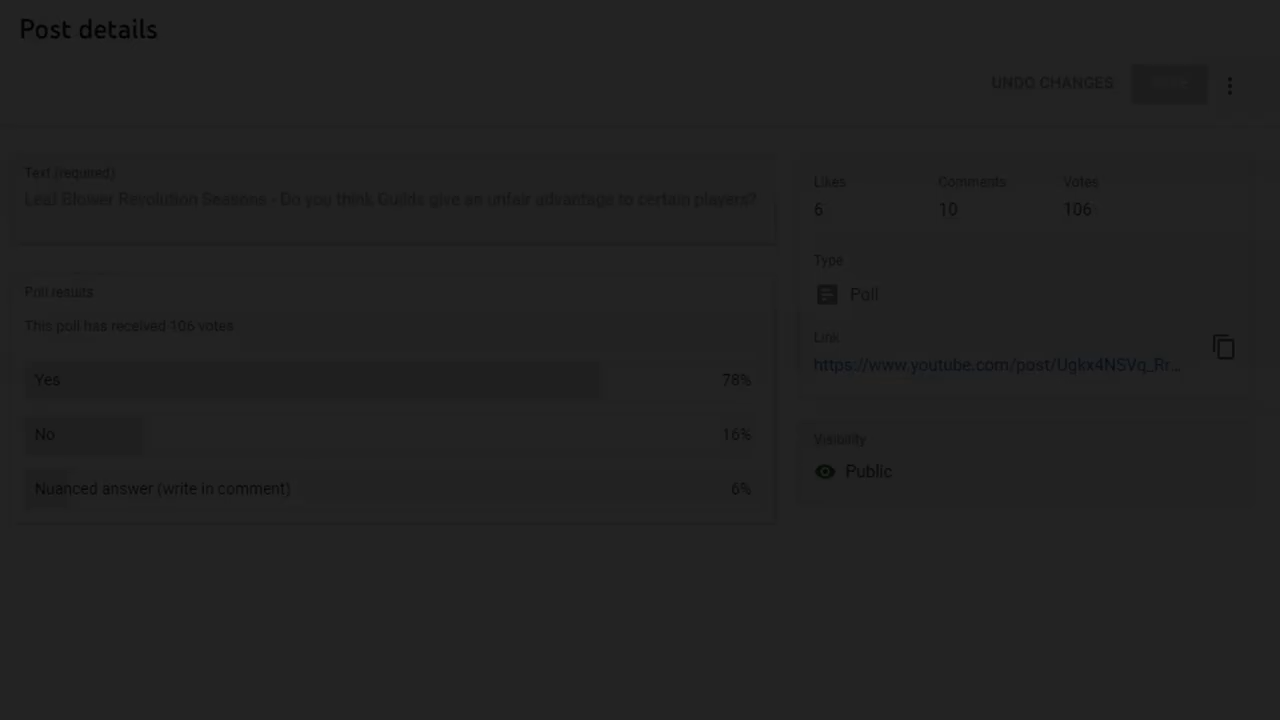 Post details
UNDO CHANGES
Text (required)
Leaf Blower Revolution Seasons - Do you think Guilds give an unfair advantage to certain players?
Likes
Comments
Votes
6
10
106
Poll results
This poll has received 106 votes
Yes
78%
No
16%
Nuanced answer (write in comment)
6%
Type
Poll
Link
https://www.youtube.com/post/Ugkx4NSVq_Rr...
Visibility
Public